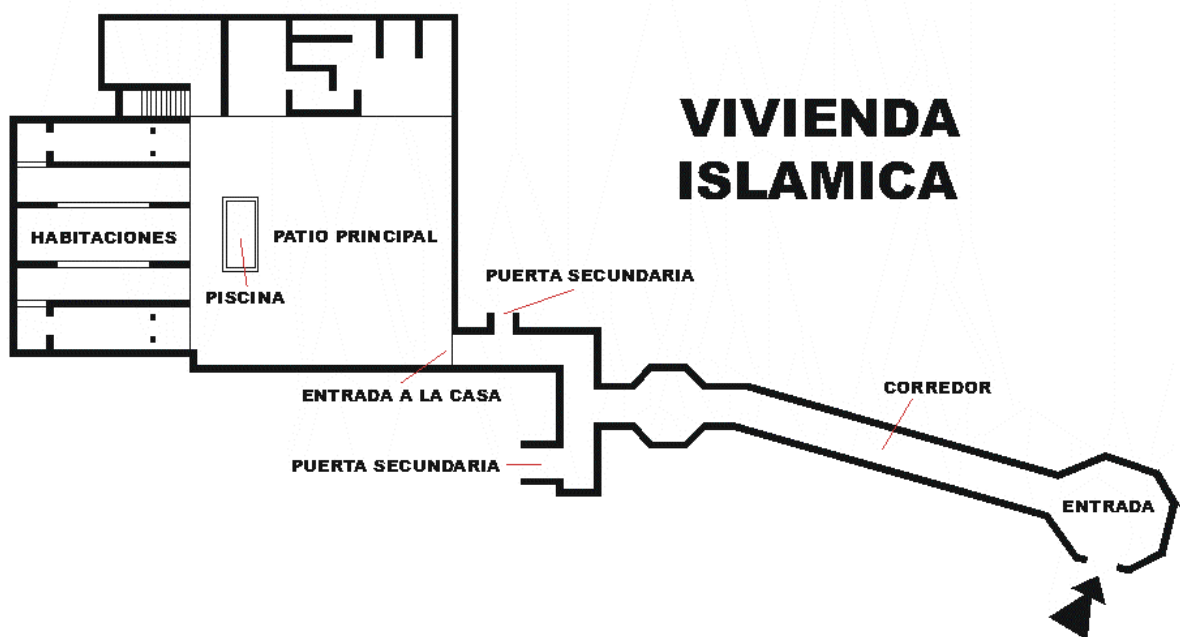 VIVIENDA
ISLAMICA
HABITACIONES
PATIO PRINCIPAL
PISCINA
PUERTA SECUNDARIA
ENTRADA A LA CASA
CORREDOR
PUERTA SECUNDARIA
ENTRADA